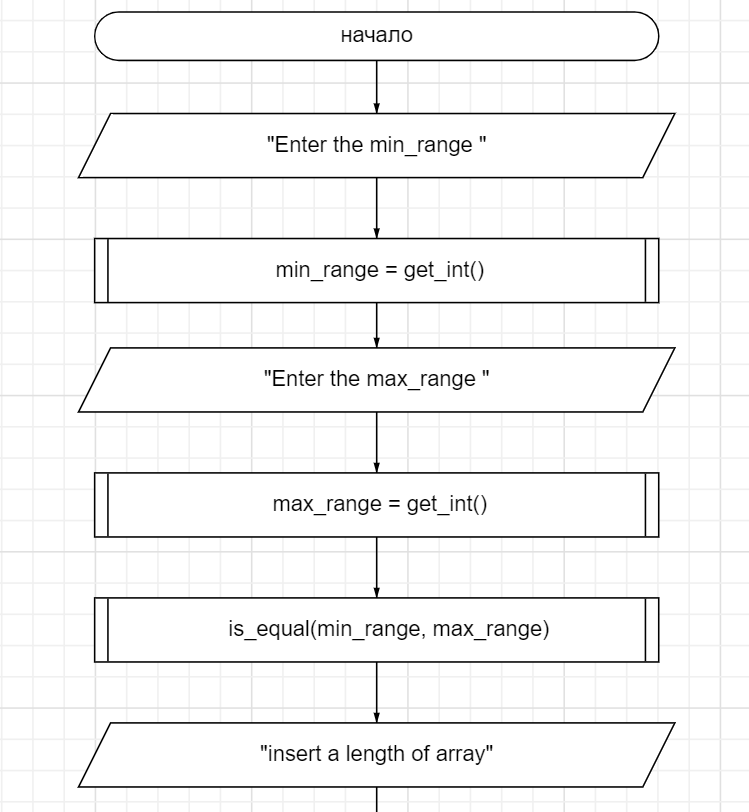 начало
"Enter the min_range "
min_range = get_int()
"Enter the max_range "
max_range = get_int()
is_equal(min_range, max_range)
"insert a length of array"